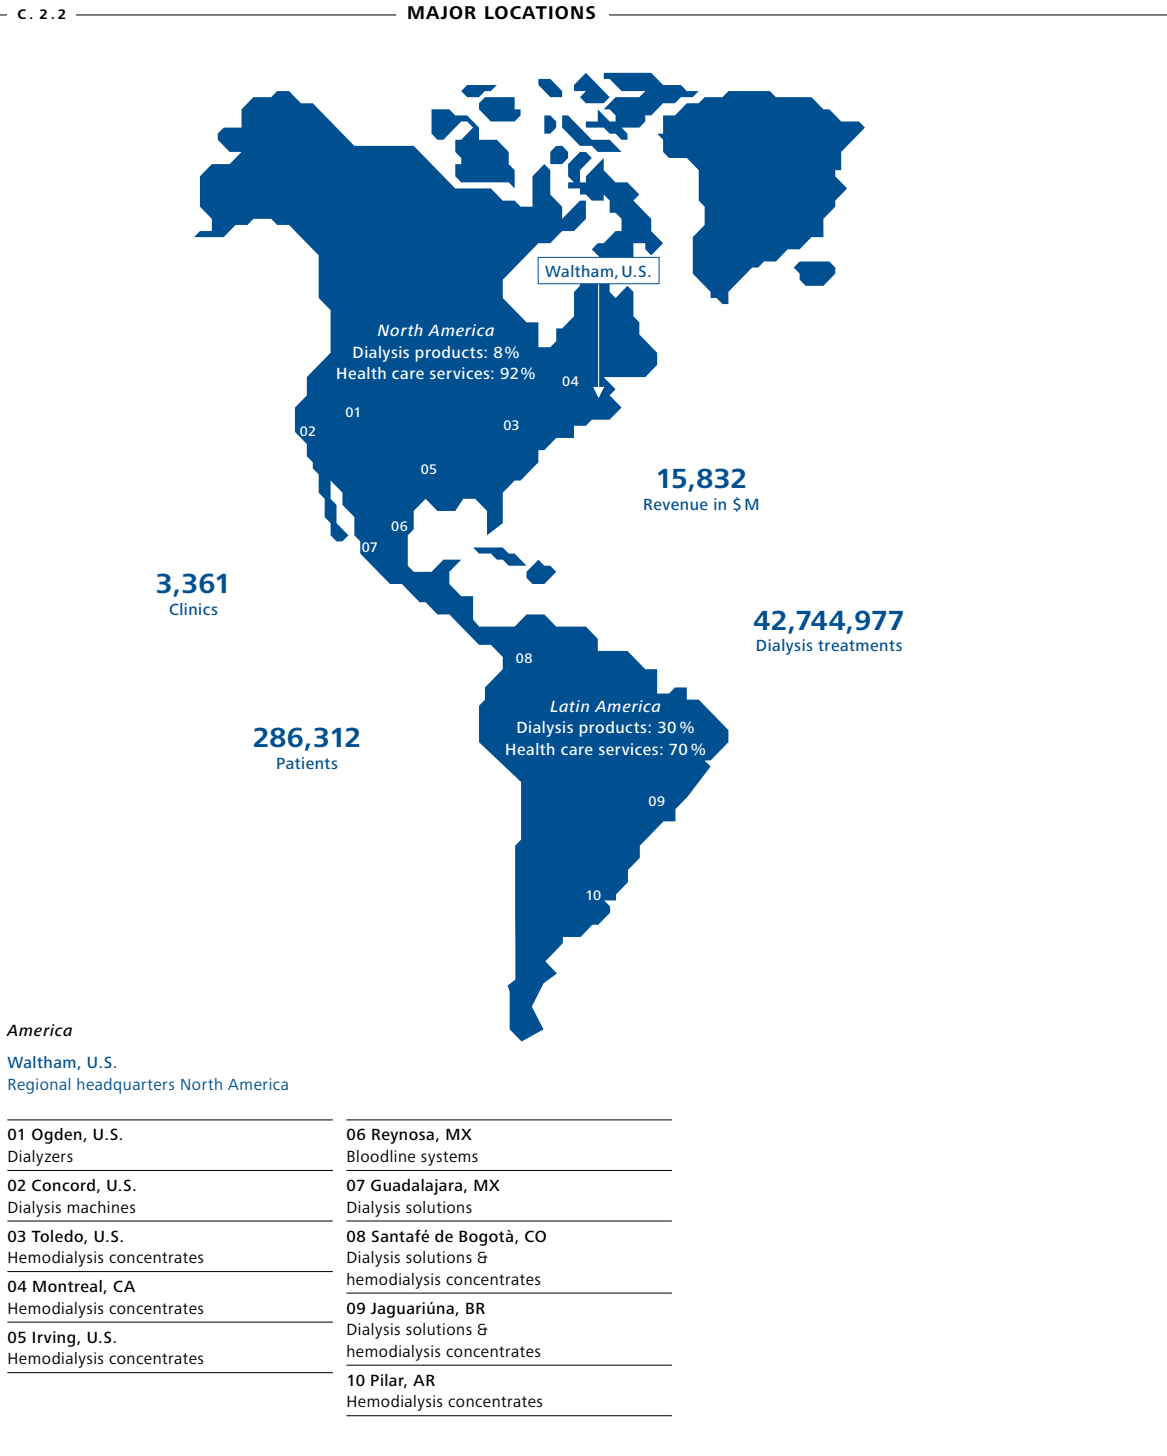 C.2.2
MAJOR LOCATIONS
Waltham, U.S.
North America
Dialysis products: 8%
Health care services: 92%
04
01
02
03
05
15,832
Revenue in $ M
06
07
3,361
Clinics
42,744,977
Dialysis treatments
08
Latin America
Dialysis products: 30 %
Health care services: 70 %
286,312
Patients
09
10
America
Waltham, U.S.
Regional headquarters North America
01 Ogden, U.S.
Dialyzers
02 Concord, U.S.
Dialysis machines
03 Toledo, U.S.
Hemodialysis concentrates
04 Montreal, CA
Hemodialysis concentrates
05 Irving, U.S.
Hemodialysis concentrates
06 Reynosa, MX
Bloodline systems
07 Guadalajara, MX
Dialysis solutions
08 Santafé de Bogotà, CO
Dialysis solutions &
hemodialysis concentrates
09 Jaguariúna, BR
Dialysis solutions &
hemodialysis concentrates
10 Pilar, AR
Hemodialysis concentrates